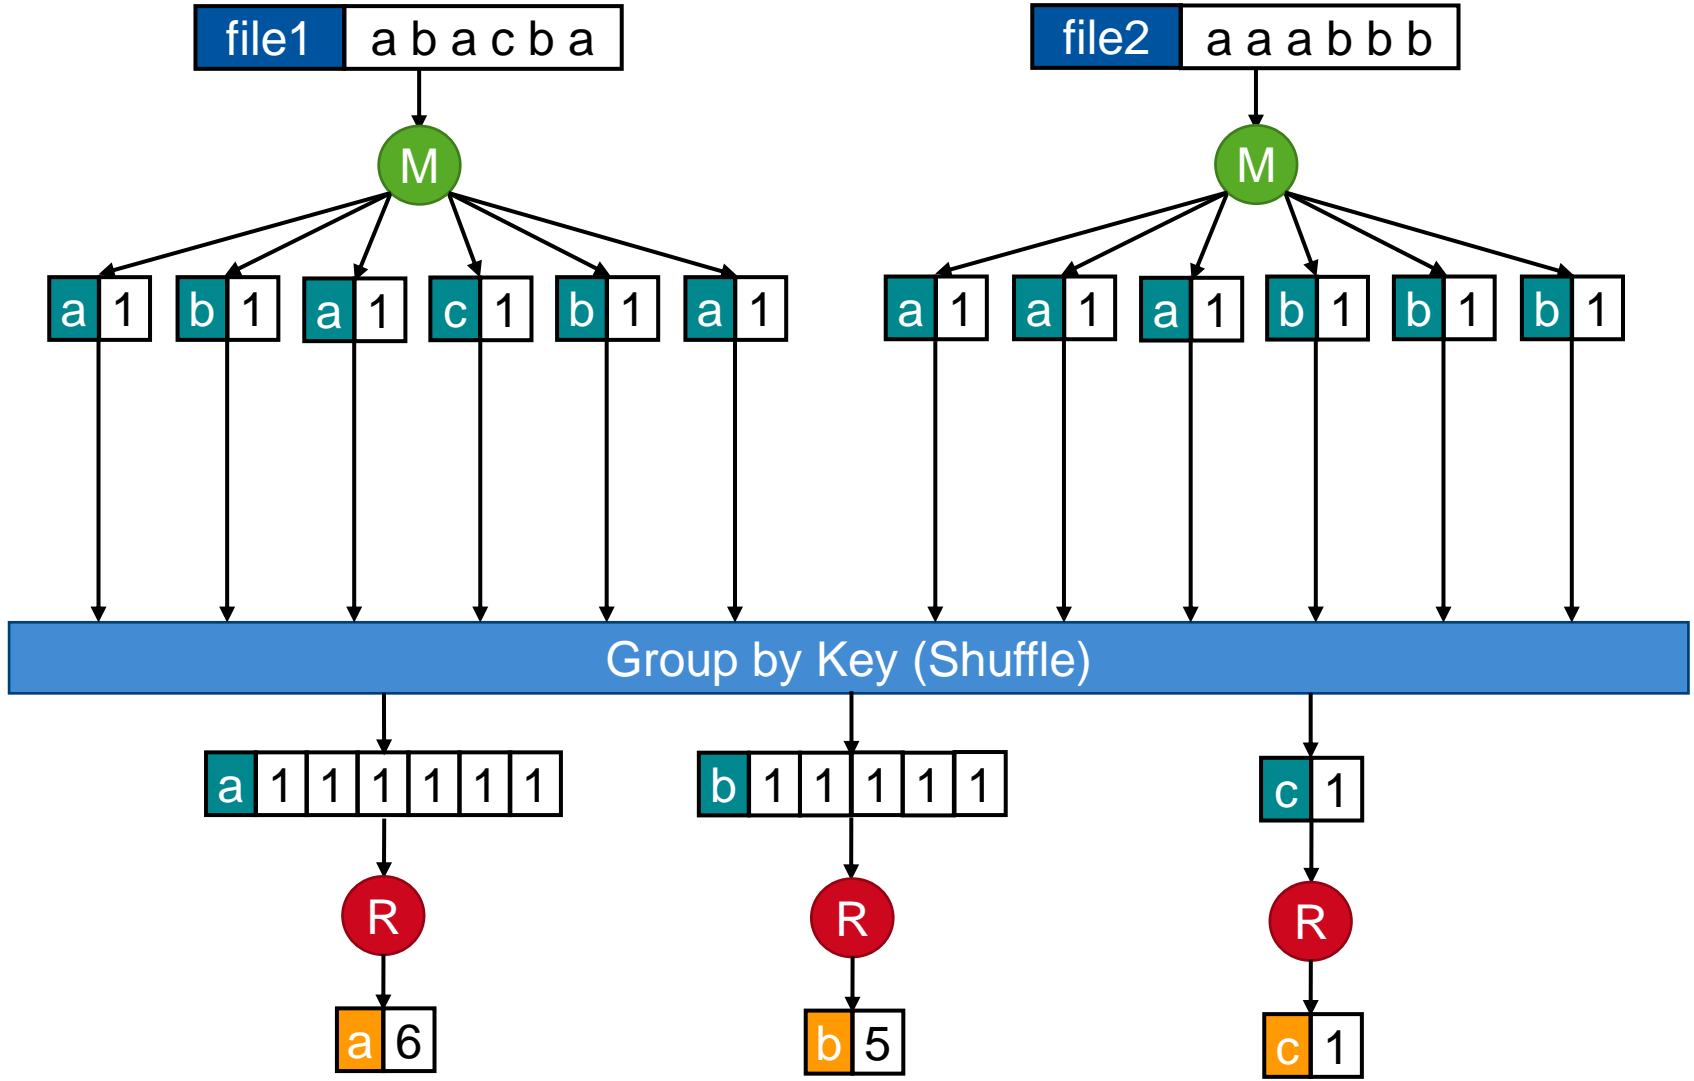 file1 a b a c b a file2 a a a b b b
M M
a 1 b 1 a 1 c 1 b 1 a 1 a 1 a 1 a 1 b 1 b 1 b 1
Group by Key (Shuffle)
a 1 1 1 1 1 1 b 1 1 1 1 1 c 1
R R R
a 6 b 5 c 1